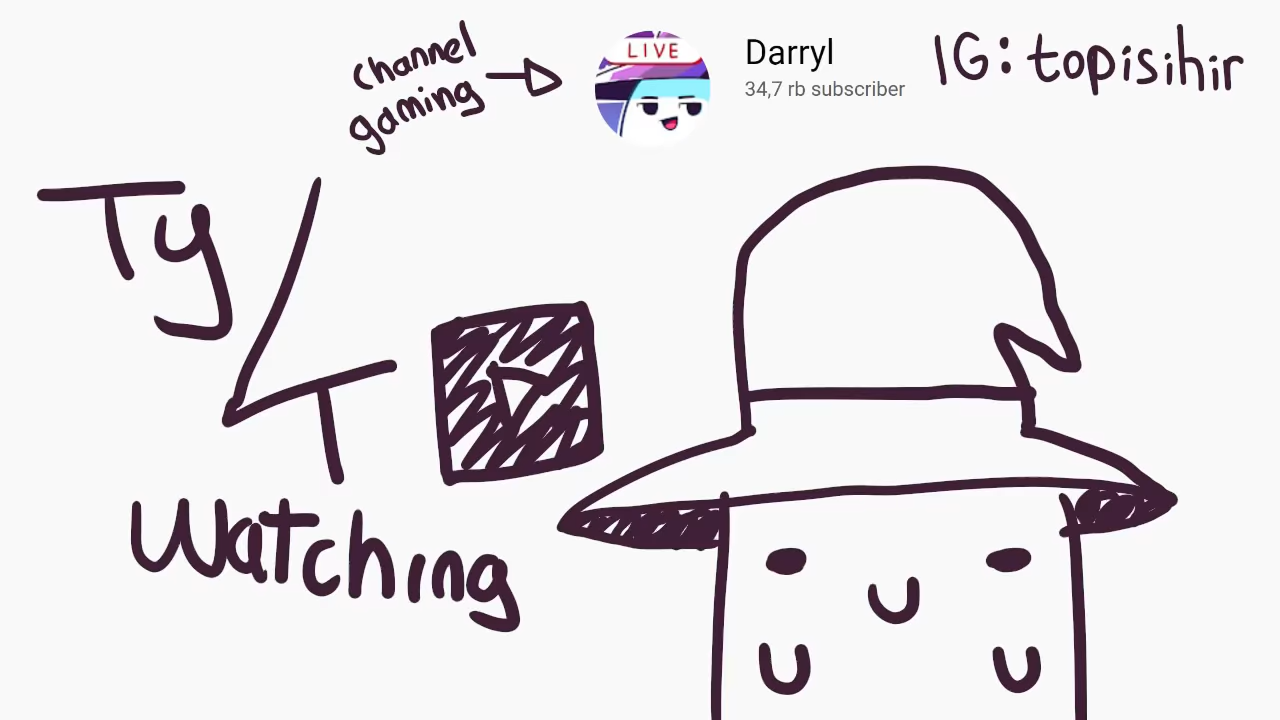 channel
gaming
LIVE
Darryl
34,7 rb subscriber
IG: topisihir
Ty
4
T
Watching